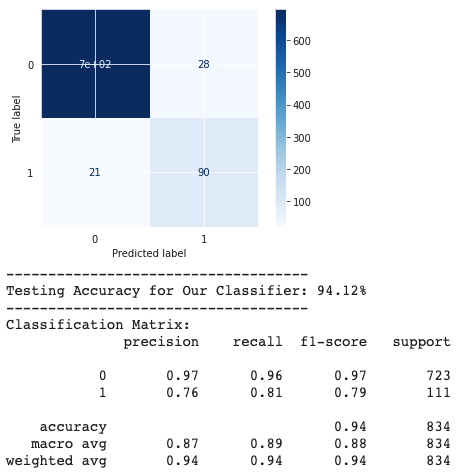 600
7e+02
28
0
500
400
True label
300
200
21
90
1
100
0
1
Predicted label
------------------------------------
Testing Accuracy for Our Classifier: 94.12%
------------------------------------
Classification Matrix:
precision recall f1-score support
0 0.97 0.96 0.97 723
1 0.76 0.81 0.79 111
accuracy 0.94 834
macro avg 0.87 0.89 0.88 834
weighted avg 0.94 0.94 0.94 834